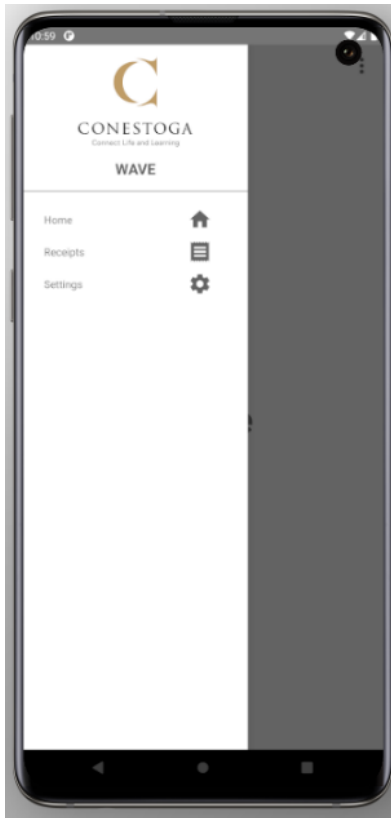 10:59
CONESTOGA
Connect Life and Learning
WAVE
Home
Receipts
Settings